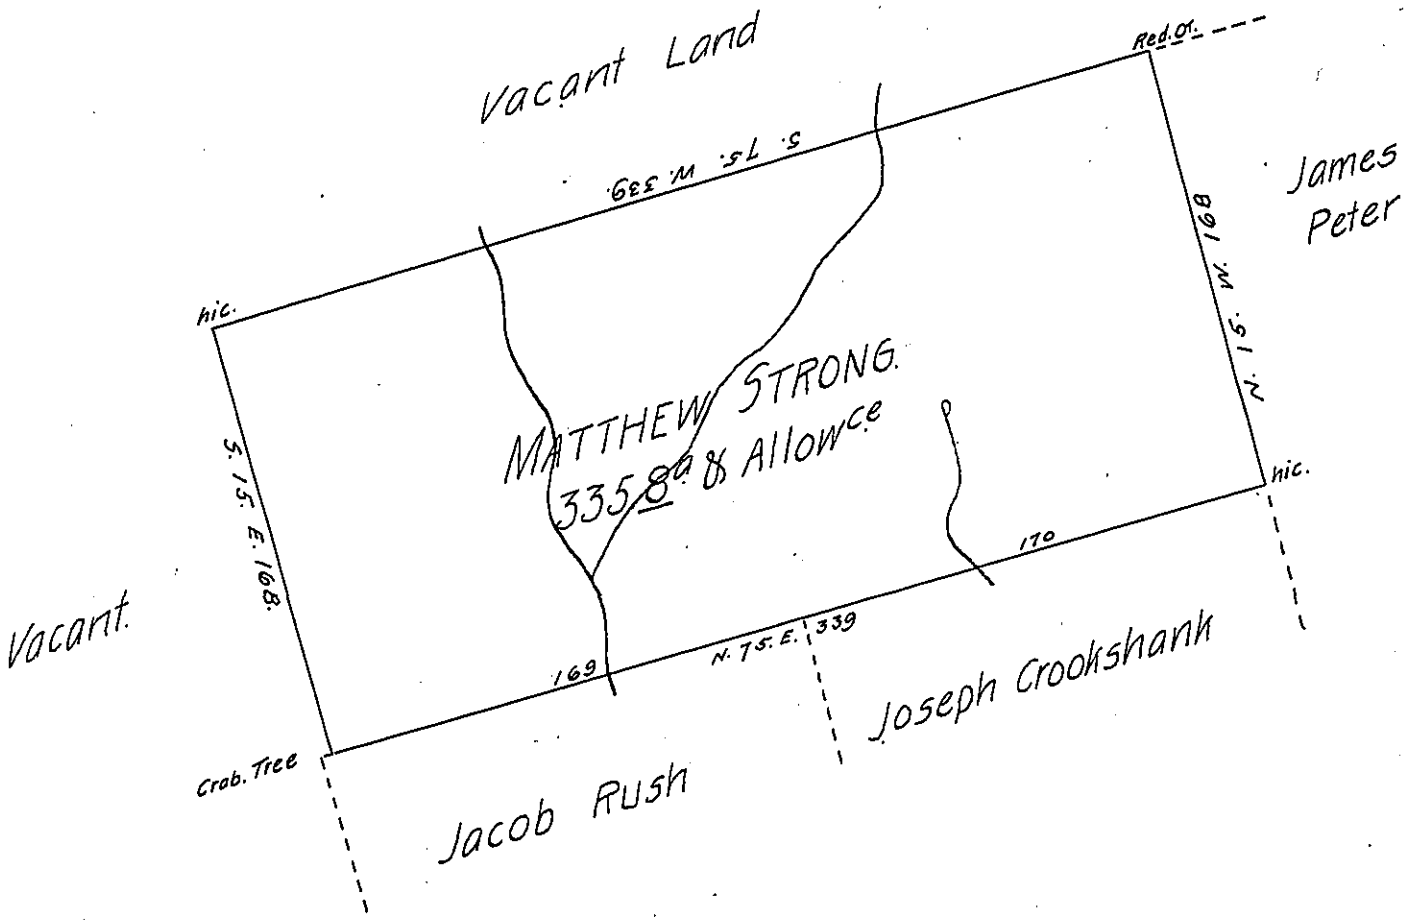 Vacant Land
Red. Or.
S. 75. W. 339.
James
Peter
N. 15. W 168
hic.
MATTHEW STRONG.
335 8ª & Allowce
S. 15. E. 168.
hic.
170
Vacant.
169
N. 75. E. 339
Joseph Crookshank
Crab. Tree
Jacob Rush